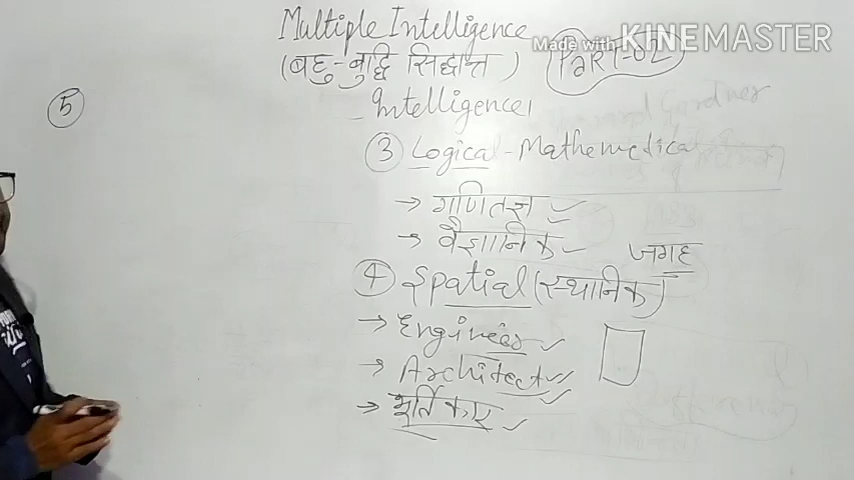 Multiple Intelligence
Made with KINEMASTER
(बहु-बुद्धि सिद्धान्त) PART-02
Intelligence
③ Logical-Mathemetical
→ गणितज्ञ
→ वैज्ञानिक
जगह
④ Spatial (स्थानिक)
→ Engineer
→ Architect
→ मूर्तिकार
⑤